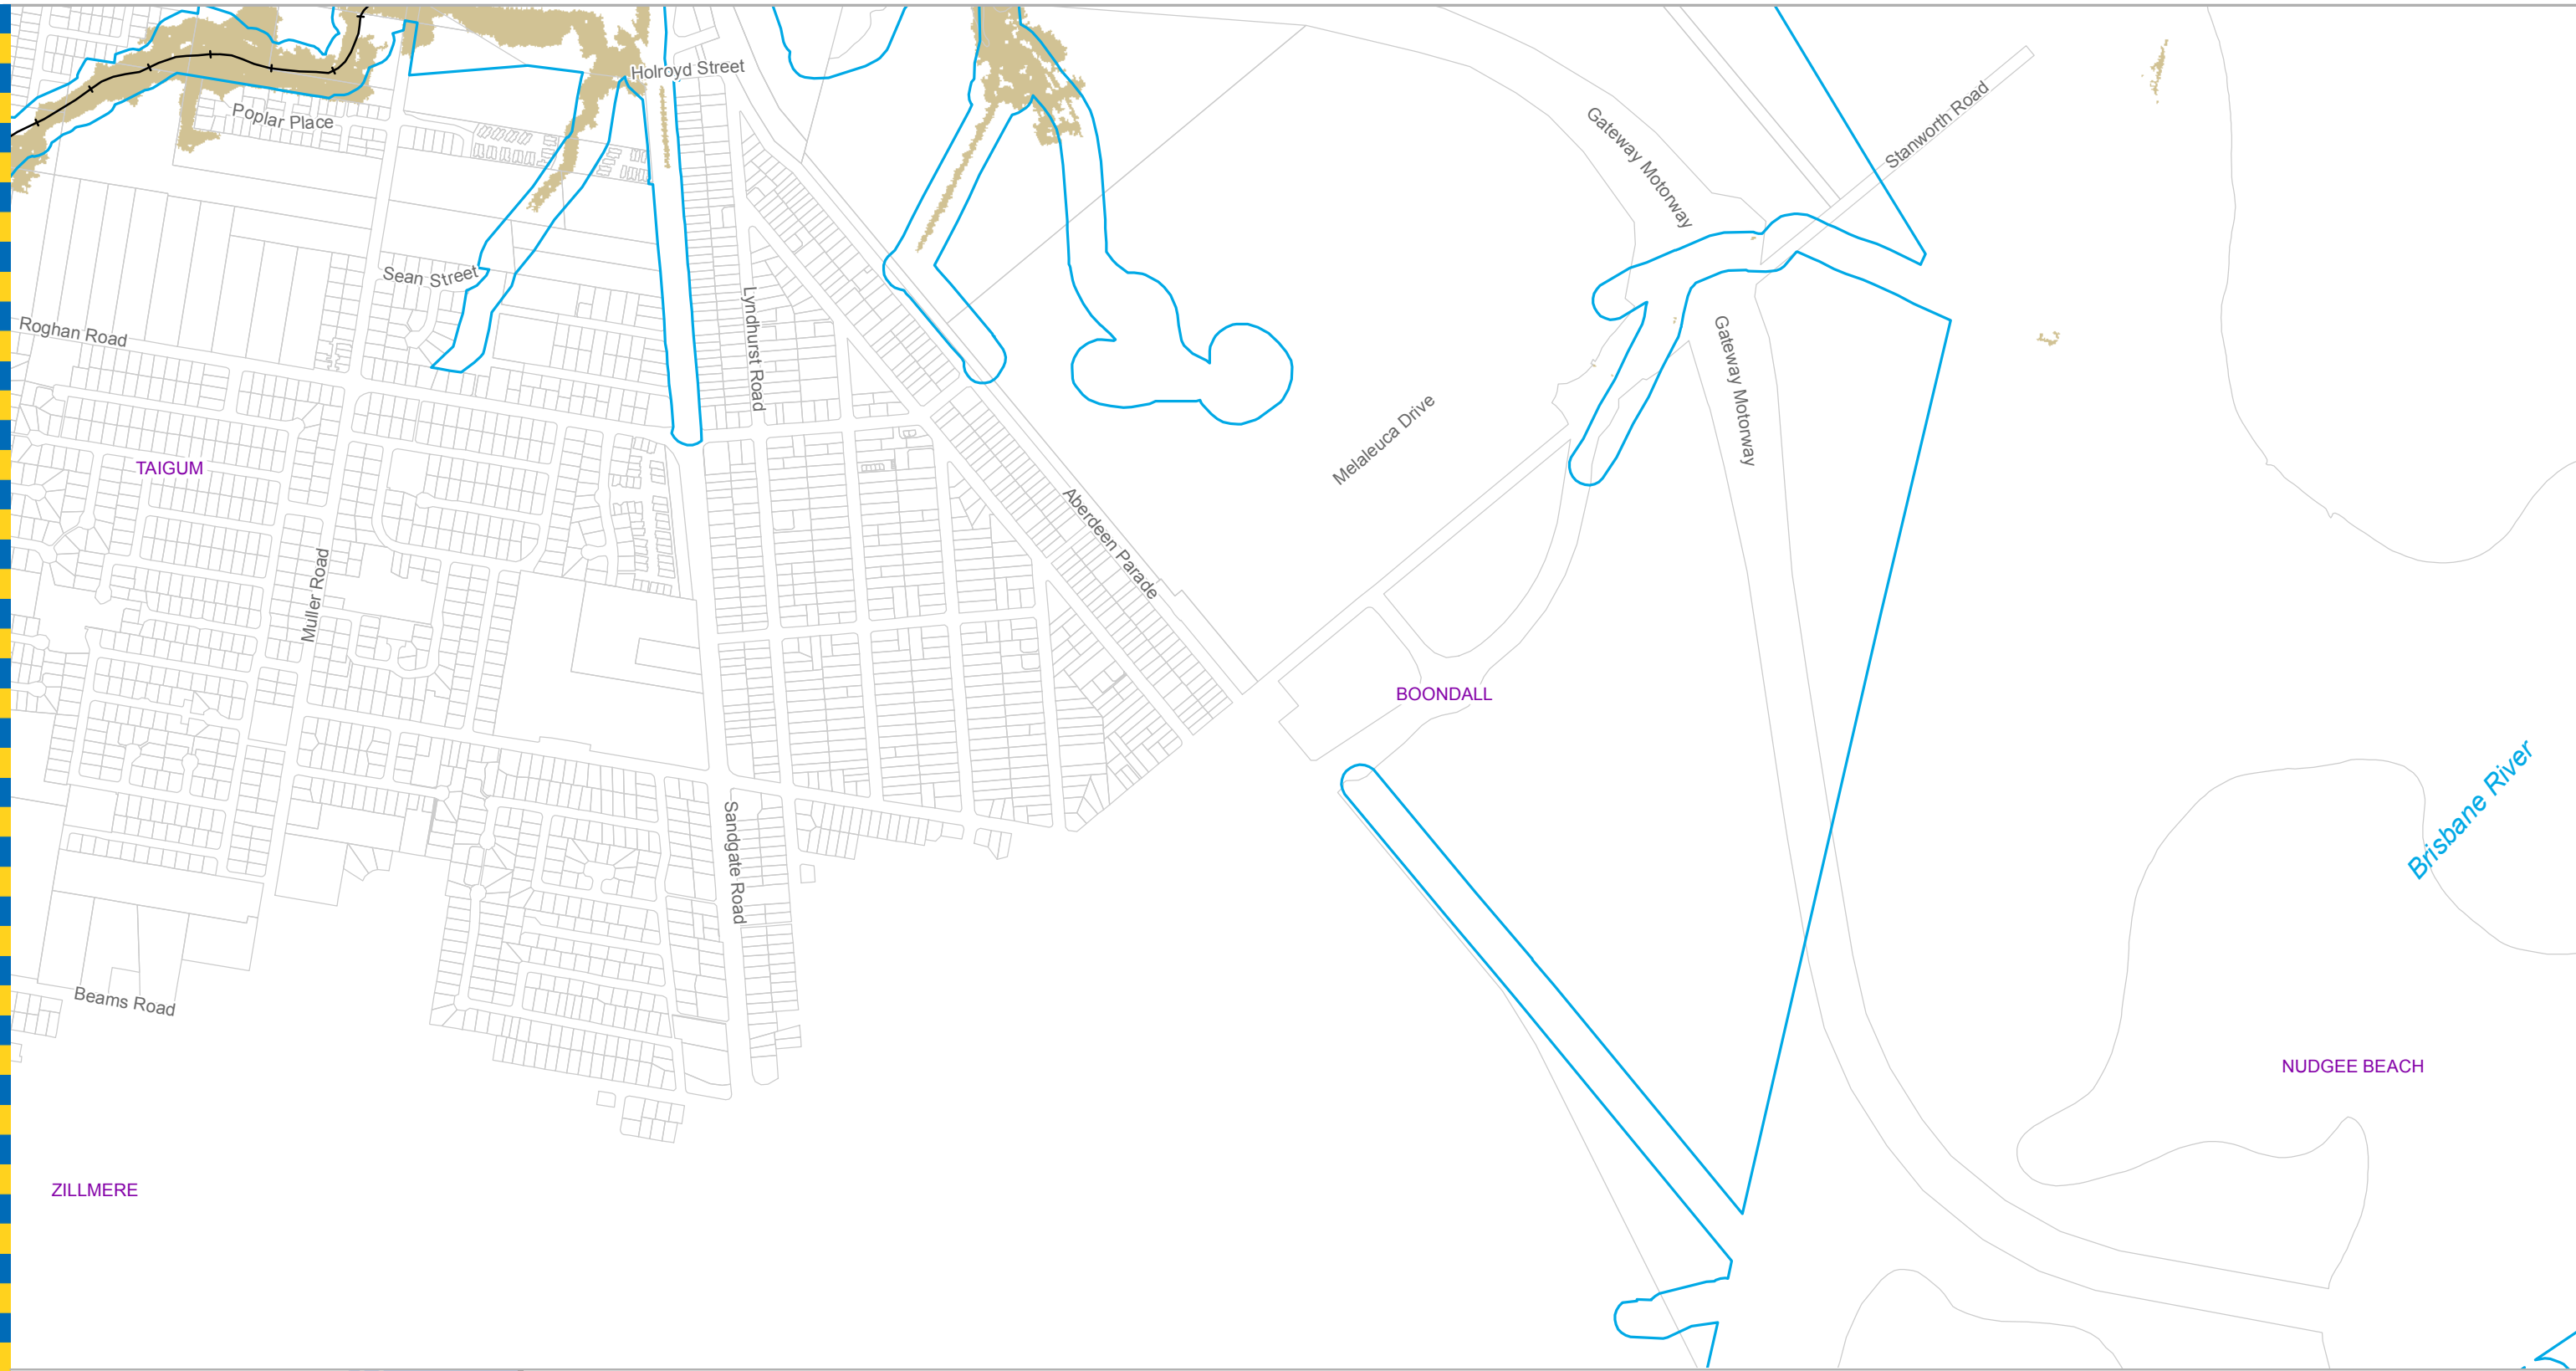 Holroyd Street
Poplar Place
Gateway Motorway
Stanworth Road
Sean Street
Roghan Road
Lyndhurst Road
Gateway Motorway
Melaleuca Drive
TAIGUM
Aberdeen Parade
Muller Road
BOONDALL
Brisbane River
Sandgate Road
Beams Road
NUDGEE BEACH
ZILLMERE